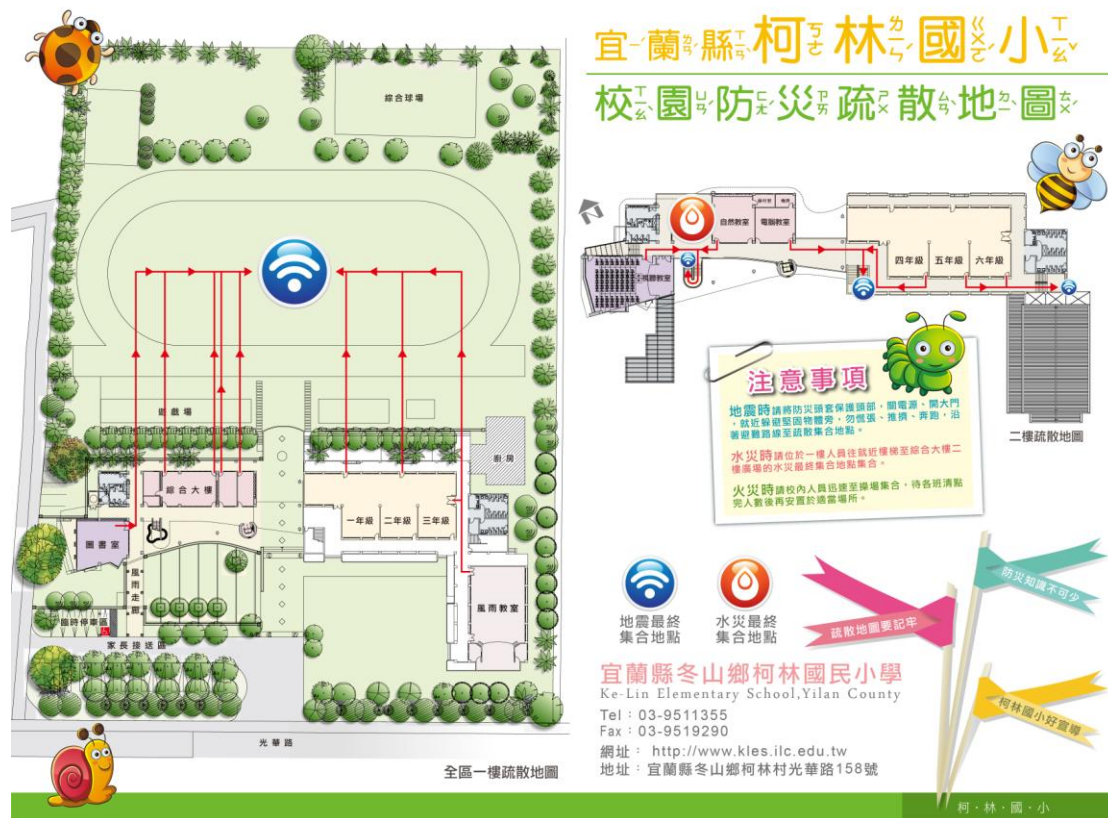 宜蘭縣柯林國小
校園防災疏散地圖
綜合球場
遊戲場
廚房
綜合大樓
一年級
二年級
三年級
圖書室
風雨走廊
風雨教室
臨時停車區
家長接送區
光華路
全區一樓疏散地圖
N
自然教室
電腦教室
視聽教室
四年級
五年級
六年級
二樓疏散地圖
注意事項
地震時請將防災頭套保護頭部，關電源、開大門
，就近躲避堅固物體旁，勿慌張、推擠、奔跑，沿
著避難路線至疏散集合地點。
水災時請位於一樓人員往就近樓梯至綜合大樓二
樓廣場的水災最終集合地點集合。
火災時請校內人員迅速至操場集合，待各班清點
完人數後再安置於適當場所。
地震最終
集合地點
水災最終
集合地點
防災知識不可少
疏散地圖要記牢
柯林國小好宣導
宜蘭縣冬山鄉柯林國民小學
Ke-Lin Elementary School,Yilan County
Tel：03-9511355
Fax：03-9519290
網址： http://www.kles.ilc.edu.tw
地址：宜蘭縣冬山鄉柯林村光華路158號
柯·林·國·小